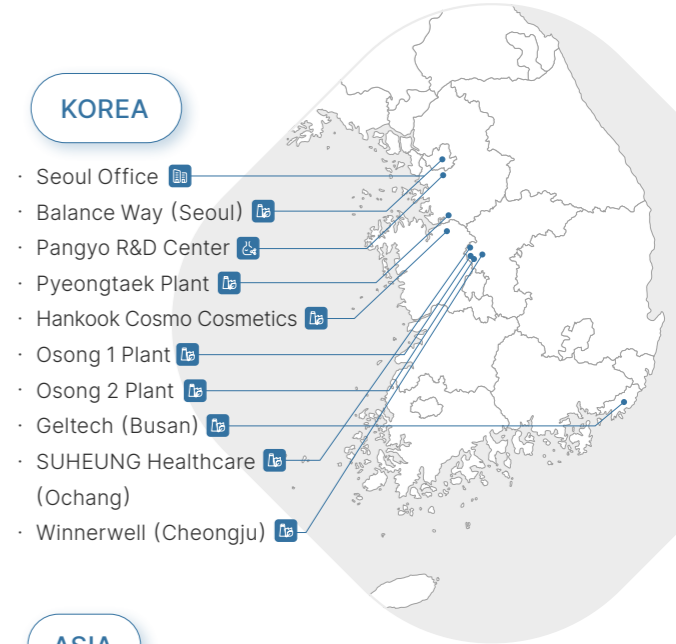 KOREA
· Seoul Office
· Balance Way (Seoul)
· Pangyo R&D Center
· Pyeongtaek Plant
· Hankook Cosmo Cosmetics
· Osong 1 Plant
· Osong 2 Plant
· Geltech (Busan)
· SUHEUNG Healthcare
(Ochang)
· Winnerwell (Cheongju)
ASIA